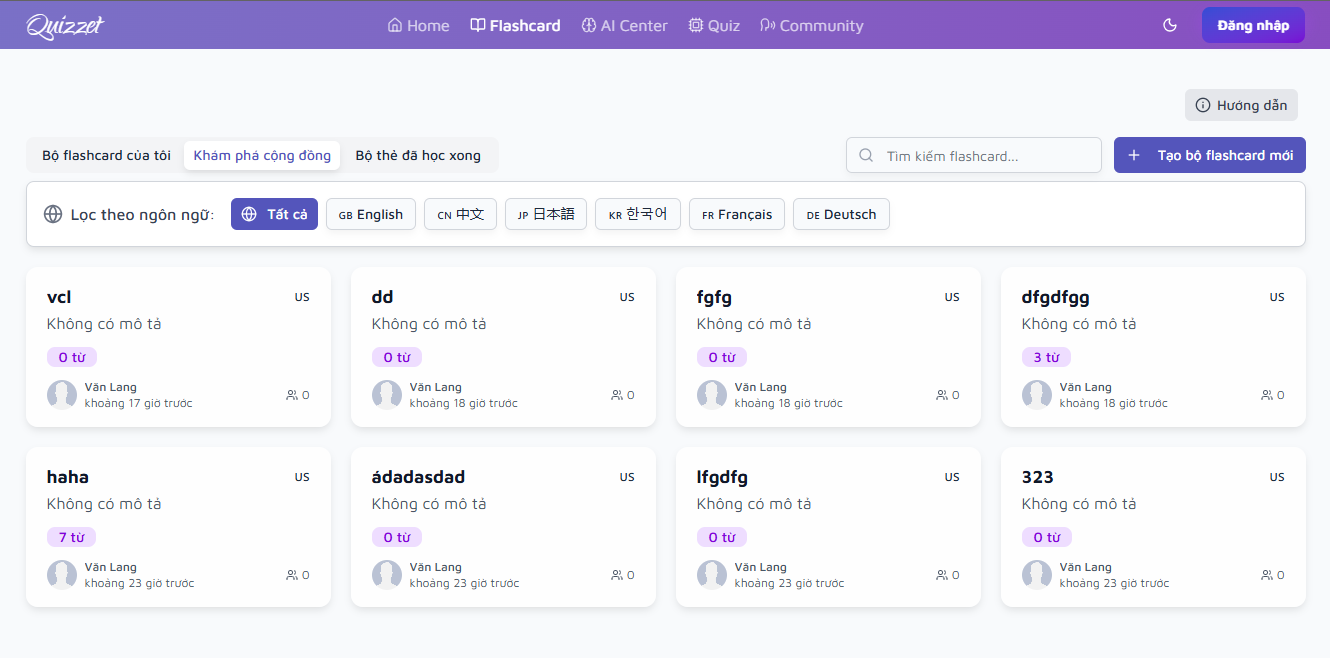 Quizzet Home Flashcard AI Center Quiz Community Đăng nhập
Hướng dẫn
Bộ flashcard của tôi Khám phá cộng đồng Bộ thẻ đã học xong Tìm kiếm flashcard... Tạo bộ flashcard mới
Lọc theo ngôn ngữ: Tất cả GB English CN 中文 JP 日本語 KR 한국어 FR Français DE Deutsch
vcl US
Không có mô tả
0 từ
Văn Lang
khoảng 17 giờ trước 0
dd US
Không có mô tả
0 từ
Văn Lang
khoảng 18 giờ trước 0
fgfg US
Không có mô tả
0 từ
Văn Lang
khoảng 18 giờ trước 0
dfgdfgg US
Không có mô tả
3 từ
Văn Lang
khoảng 18 giờ trước 0
haha US
Không có mô tả
7 từ
Văn Lang
khoảng 23 giờ trước 0
ádadasdad US
Không có mô tả
0 từ
Văn Lang
khoảng 23 giờ trước 0
lfgdfg US
Không có mô tả
0 từ
Văn Lang
khoảng 23 giờ trước 0
323 US
Không có mô tả
0 từ
Văn Lang
khoảng 23 giờ trước 0